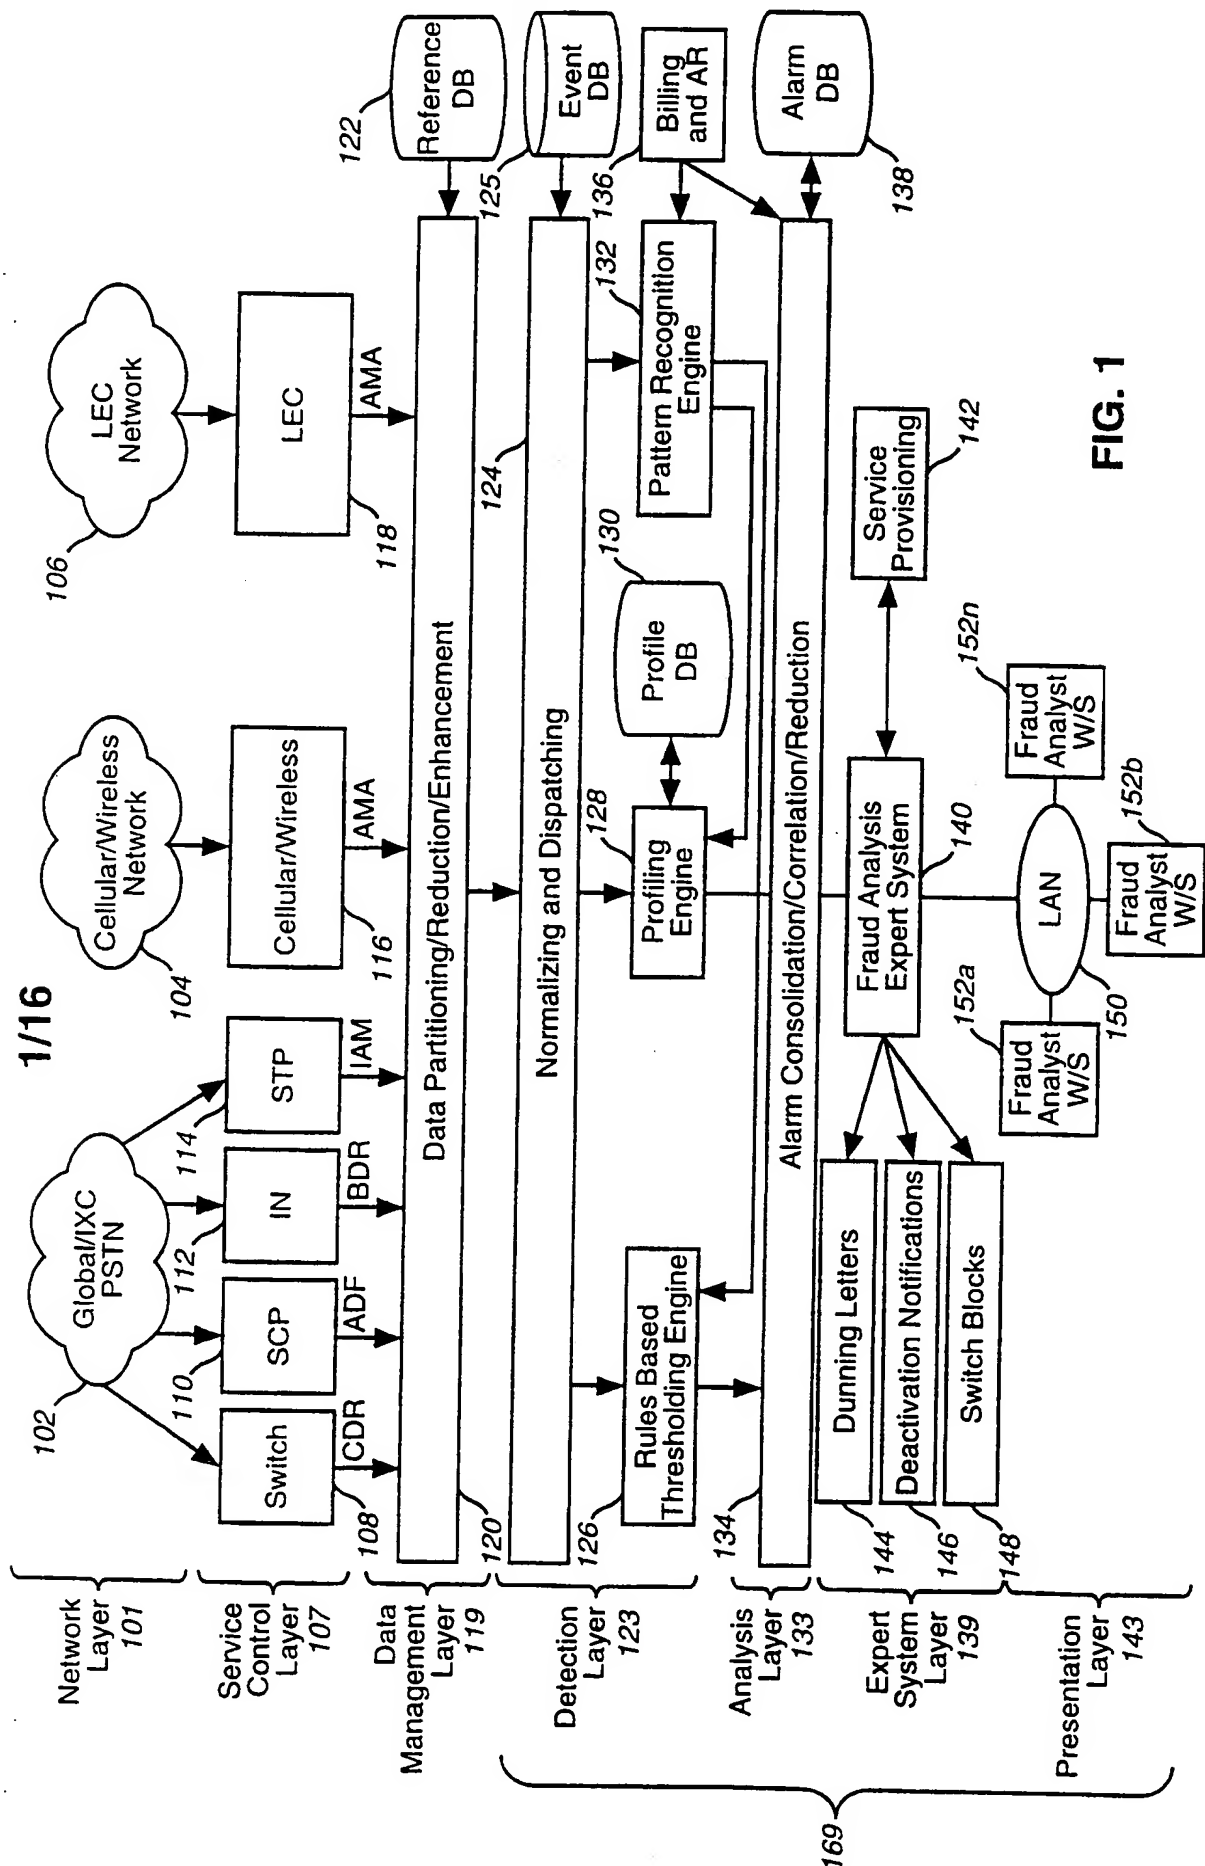 1/16
Network
Layer
101
Global/IXC
PSTN
102
Cellular/Wireless
Network
104
LEC
Network
106
Service
Control
Layer
107
Switch
108
SCP
110
IN
112
STP
114
Cellular/Wireless
116
LEC
118
CDR
ADF
BDR
IAM
AMA
AMA
Data
Management
Layer
119
Data Partitioning/Reduction/Enhancement
120
Reference
DB
122
Detection
Layer
123
Normalizing and Dispatching
124
Event
DB
125
Rules Based
Thresholding Engine
126
Profiling
Engine
128
Profile
DB
130
Pattern Recognition
Engine
132
Billing
and AR
136
Analysis
Layer
133
Alarm Consolidation/Correlation/Reduction
134
Alarm
DB
138
Expert
System
Layer
139
Dunning Letters
144
Deactivation Notifications
146
Switch Blocks
148
Fraud Analysis
Expert System
140
Service
Provisioning
142
Presentation
Layer
143
Fraud
Analyst
W/S
152a
LAN
150
Fraud
Analyst
W/S
152b
Fraud
Analyst
W/S
152n
169
FIG. 1